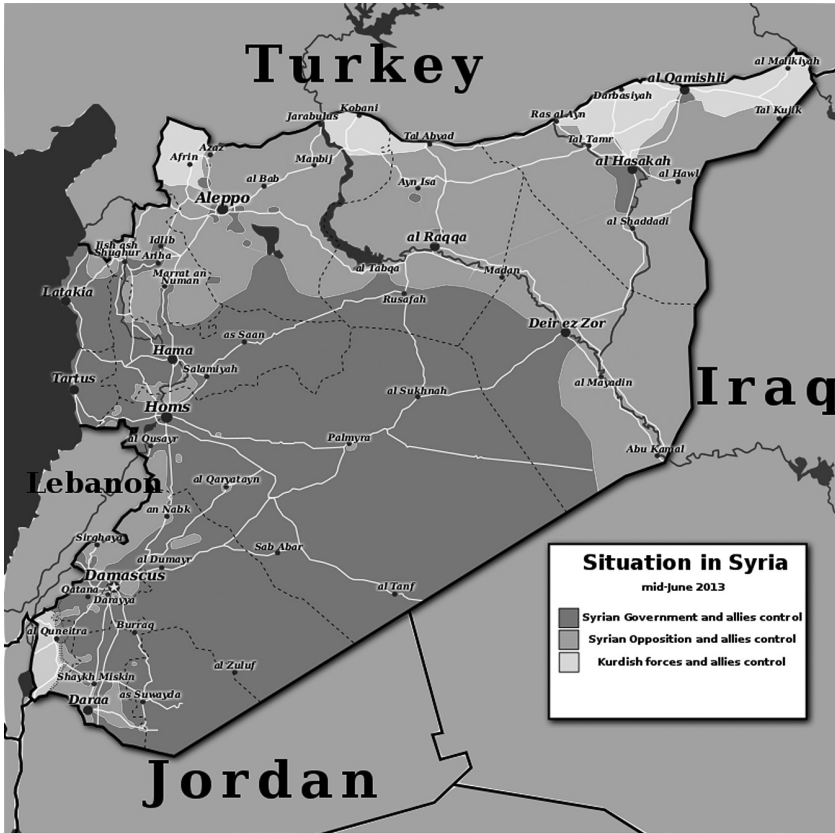 Turkey
al Malikiyah
al Qamishli
Darbasiyah
Kobani
Jarabulus
Ras al Ayn
Tal Kujik
Tal Abyad
Tal Tamr
Azaz
Afrin
Manbij
al Hasakah
al Hawl
al Bab
Ayn Isa
Aleppo
al Shaddadi
Idlib
Jish ash
Shughur
Ariha
al Raqqa
Marrat an
Numan
al Tabqa
Madan
Latakia
Rusafah
Deir ez Zor
as Saan
Hama
Salamiyah
Tartus
al Sukhnah
al Mayadin
Iraq
Homs
al Qusayr
Palmyra
Abu Kamal
Lebanon
al Qaryatayn
an Nabk
Sirghaya
Sab Abar
al Dumayr
Damascus
Qatana
Darayya
al Tanf
Situation in Syria
mid-June 2013
Syrian Government and allies control
Syrian Opposition and allies control
Kurdish forces and allies control
al Quneitra
Burraq
al Zuluf
Shaykh Miskin
as Suwayda
Daraa
Jordan